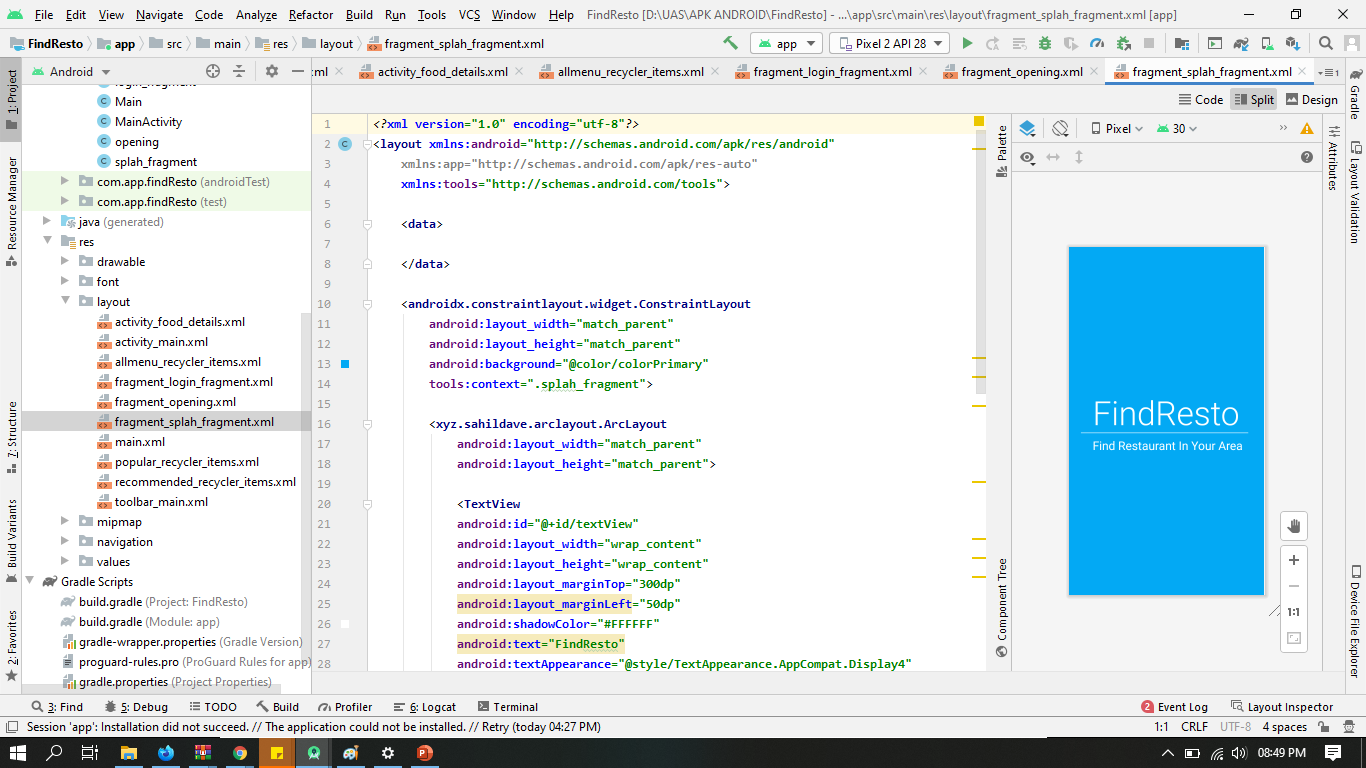 File Edit View Navigate Code Analyze Refactor Build Run Tools VCS Window Help FindResto [D:\UAS\APK ANDROID\FindResto] - ...\app\src\main\res\layout\fragment_splah_fragment.xml [app]
FindResto app src main res layout fragment_splah_fragment.xml app Pixel 2 API 28
Android :ml activity_food_details.xml allmenu_recycler_items.xml fragment_login_fragment.xml fragment_opening.xml fragment_splah_fragment.xml 1
Code Split Design
1: Project
Resource Manager
Z: Structure
Build Variants
2: Favorites
Main
MainActivity
opening
splah_fragment
com.app.findResto (androidTest)
com.app.findResto (test)
java (generated)
res
drawable
font
layout
activity_food_details.xml
activity_main.xml
allmenu_recycler_items.xml
fragment_login_fragment.xml
fragment_opening.xml
fragment_splah_fragment.xml
main.xml
popular_recycler_items.xml
recommended_recycler_items.xml
toolbar_main.xml
mipmap
navigation
values
Gradle Scripts
build.gradle (Project: FindResto)
build.gradle (Module: app)
gradle-wrapper.properties (Gradle Version)
proguard-rules.pro (ProGuard Rules for app)
gradle.properties (Project Properties)
1 <?xml version="1.0" encoding="utf-8"?>
2 <layout xmlns:android="http://schemas.android.com/apk/res/android"
3 xmlns:app="http://schemas.android.com/apk/res-auto"
4 xmlns:tools="http://schemas.android.com/tools">
5
6 <data>
7
8 </data>
9
10 <androidx.constraintlayout.widget.ConstraintLayout
11 android:layout_width="match_parent"
12 android:layout_height="match_parent"
13 android:background="@color/colorPrimary"
14 tools:context=".splah_fragment">
15
16 <xyz.sahildave.arclayout.ArcLayout
17 android:layout_width="match_parent"
18 android:layout_height="match_parent">
19
20 <TextView
21 android:id="@+id/textView"
22 android:layout_width="wrap_content"
23 android:layout_height="wrap_content"
24 android:layout_marginTop="300dp"
25 android:layout_marginLeft="50dp"
26 android:shadowColor="#FFFFFF"
27 android:text="FindResto"
28 android:textAppearance="@style/TextAppearance.AppCompat.Display4"
Palette
Component Tree
Pixel 30
FindResto
Find Restaurant In Your Area
1:1
Attributes
Gradle
Layout Validation
Device File Explorer
3: Find 5: Debug TODO Build Profiler 6: Logcat Terminal 2 Event Log Layout Inspector
Session 'app': Installation did not succeed. // The application could not be installed. // Retry (today 04:27 PM) 1:1 CRLF UTF-8 4 spaces
08:49 PM